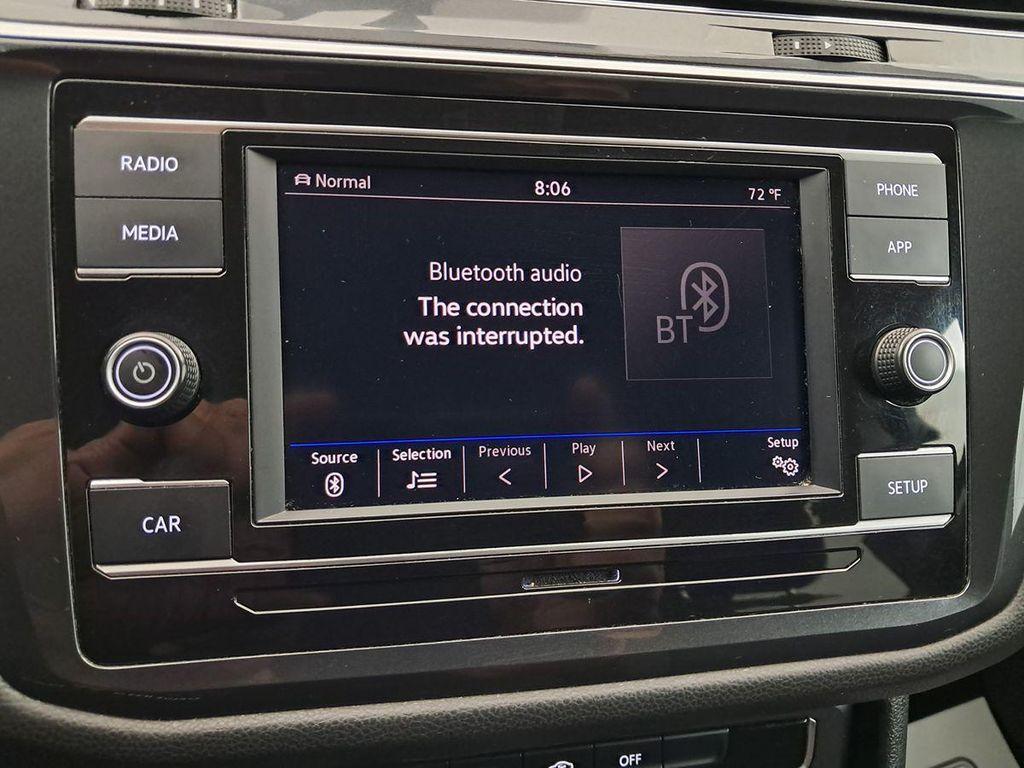 RADIO
MEDIA
CAR
Normal
8:06
72 °F
Bluetooth audio
The connection
was interrupted.
BT
Source
Selection
Previous
Play
Next
Setup
PHONE
APP
SETUP
OFF